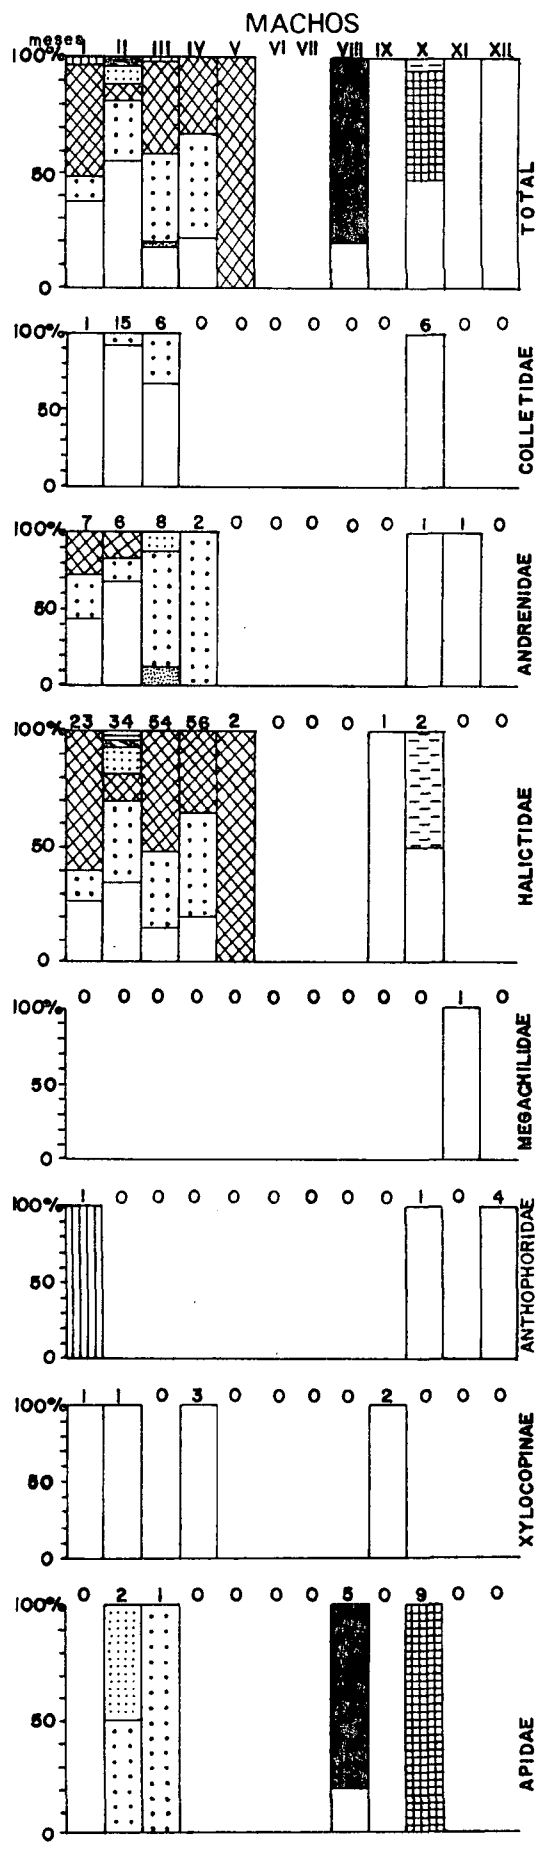 MACHOS
meses I II III IV V VI VII VIII IX X XI XII
100%
50
0
TOTAL
1 15 6 0 0 0 0 0 0 6 0 0
100%
50
0
COLLETIDAE
7 6 8 2 0 0 0 0 0 1 1 0
100%
50
0
ANDRENIDAE
23 34 54 56 2 0 0 0 1 2 0 0
100%
50
0
HALICTIDAE
0 0 0 0 0 0 0 0 0 0 1 0
100%
50
0
MEGACHILIDAE
1 0 0 0 0 0 0 0 0 1 0 4
100%
50
0
ANTHOPHORIDAE
1 1 0 3 0 0 0 0 2 0 0 0
100%
50
0
XYLOCOPINAE
0 2 1 0 0 0 0 5 0 9 0 0
100%
50
0
APIDAE